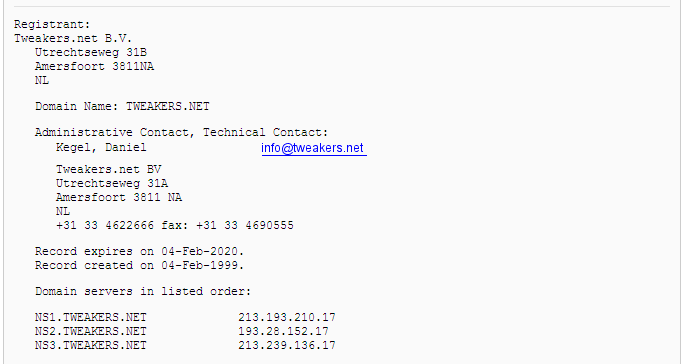 Registrant:
Tweakers.net B.V.
Utrechtseweg 31B
Amersfoort 3811NA
NL
Domain Name: TWEAKERS.NET
Administrative Contact, Technical Contact:
Kegel, Daniel info@tweakers.net
Tweakers.net BV
Utrechtseweg 31A
Amersfoort 3811 NA
NL
+31 33 4622666 fax: +31 33 4690555
Record expires on 04-Feb-2020.
Record created on 04-Feb-1999.
Domain servers in listed order:
NS1.TWEAKERS.NET 213.193.210.17
NS2.TWEAKERS.NET 193.28.152.17
NS3.TWEAKERS.NET 213.239.136.17